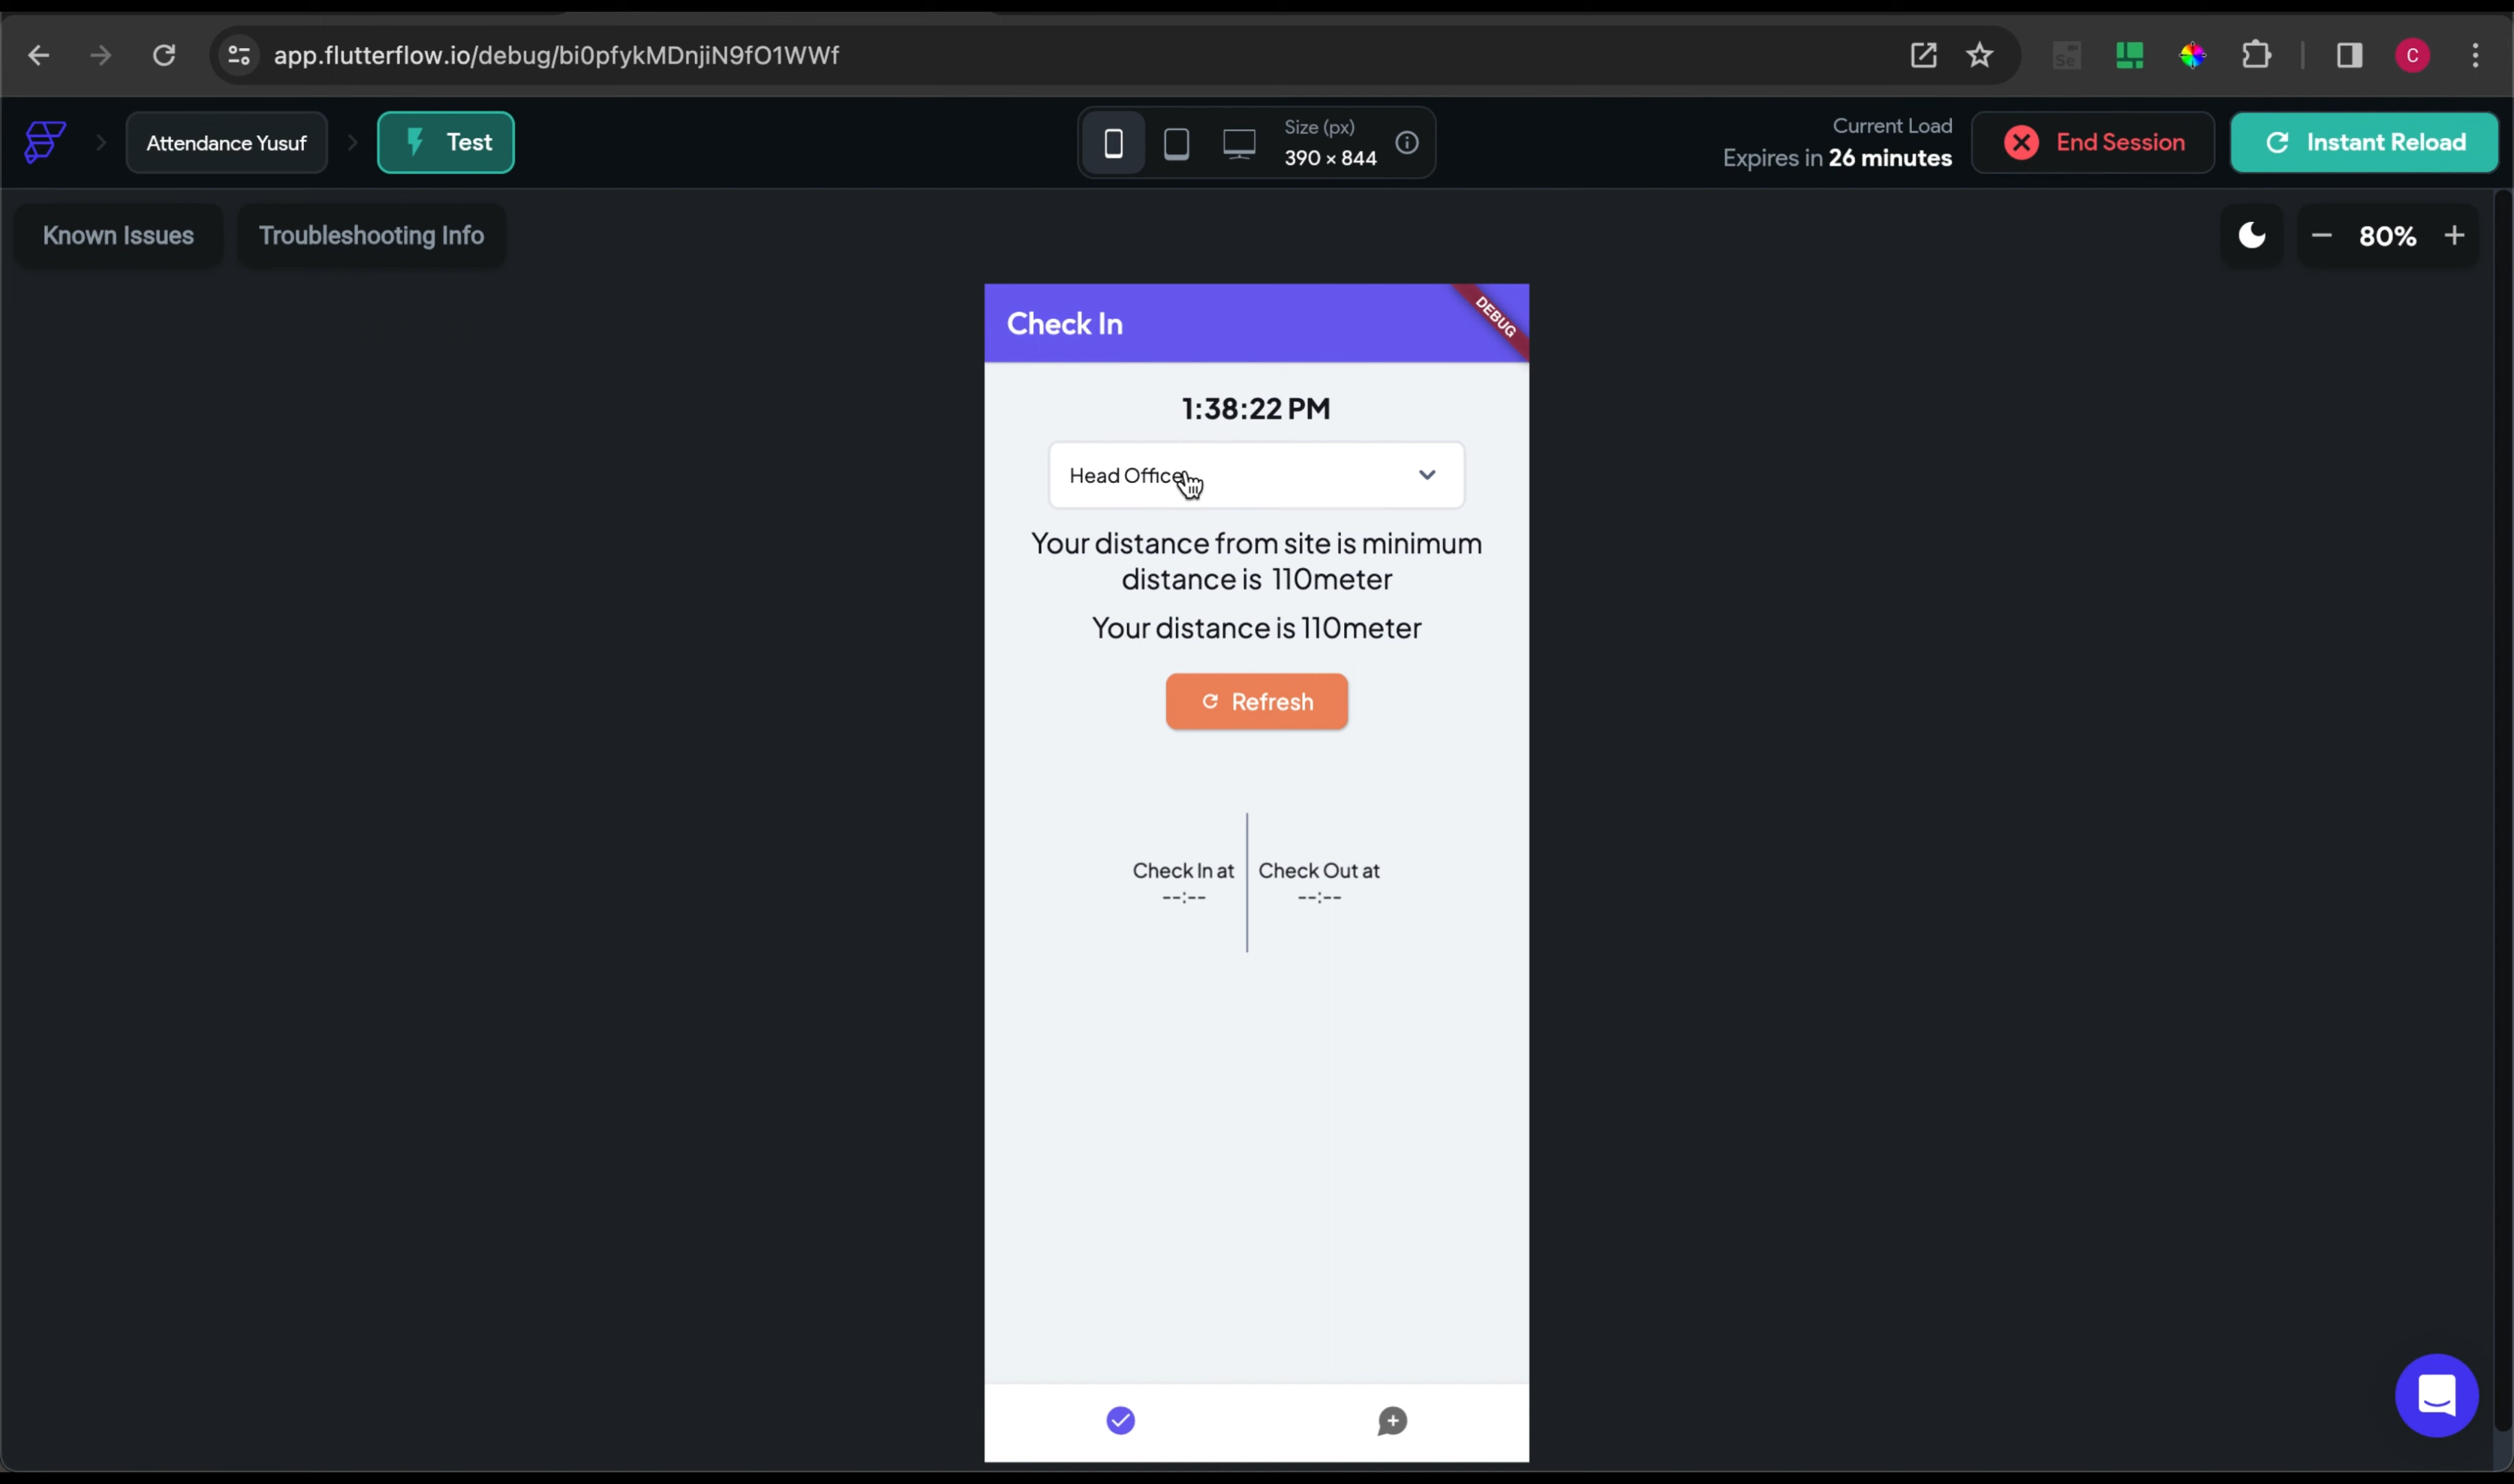 app.flutterflow.io/debug/bi0pfykMDnjiN9fO1WWf
Se
C
Attendance Yusuf
Test
Size (px)
390 × 844
Current Load
Expires in 26 minutes
End Session
Instant Reload
Known Issues
Troubleshooting Info
80%
Check In
DEBUG
1:38:22 PM
Head Office
Your distance from site is minimum
distance is 110meter
Your distance is 110meter
Refresh
Check In at
--:--
Check Out at
--:--